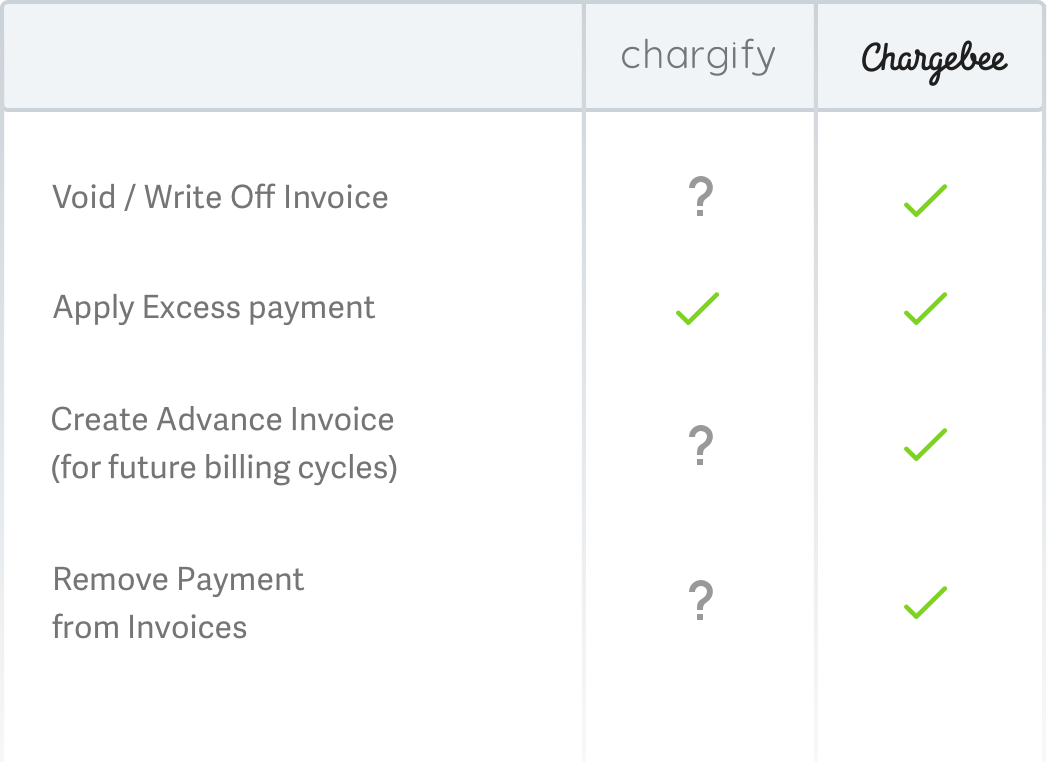 chargify Chargebee
Void / Write Off Invoice ?
Apply Excess payment
Create Advance Invoice
(for future billing cycles) ?
Remove Payment
from Invoices ?